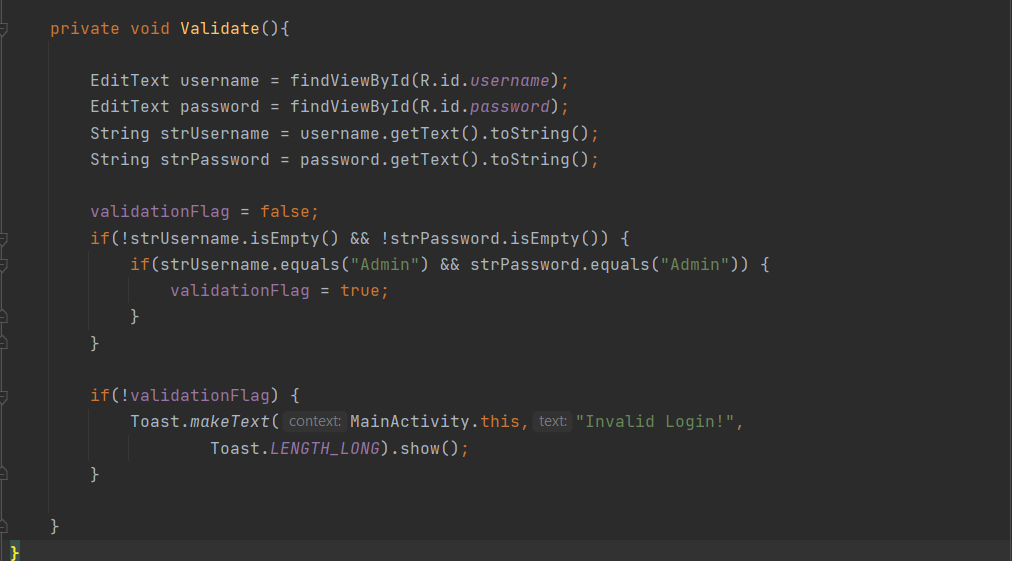 private void Validate(){
EditText username = findViewById(R.id.username);
EditText password = findViewById(R.id.password);
String strUsername = username.getText().toString();
String strPassword = password.getText().toString();
validationFlag = false;
if(!strUsername.isEmpty() && !strPassword.isEmpty()) {
if(strUsername.equals("Admin") && strPassword.equals("Admin")) {
validationFlag = true;
}
}
if(!validationFlag) {
Toast.makeText( context: MainActivity.this, text: "Invalid Login!",
Toast.LENGTH_LONG).show();
}
}
}